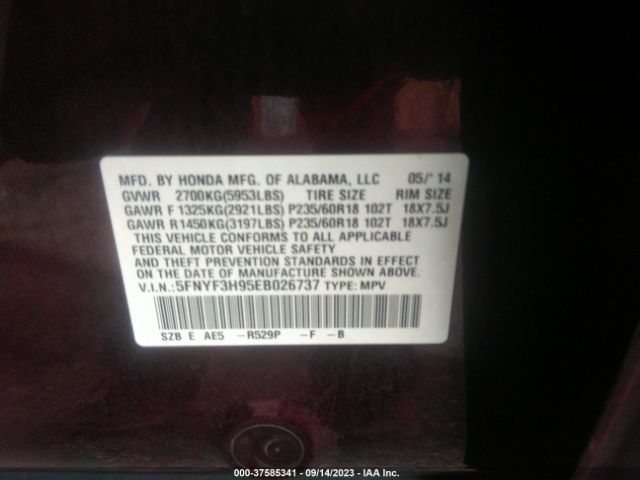 MFD. BY HONDA MFG. OF ALABAMA, LLC 05/' 14
GVWR 2700KG(5953LBS) TIRE SIZE RIM SIZE
GAWR F 1325KG(2921LBS) P235/60R18 102T 18X7.5J
GAWR R1450KG(3197LBS) P235/60R18 102T 18X7.5J
THIS VEHICLE CONFORMS TO ALL APPLICABLE
FEDERAL MOTOR VEHICLE SAFETY
AND THEFT PREVENTION STANDARDS IN EFFECT
ON THE DATE OF MANUFACTURE SHOWN ABOVE.
V.I.N.:5FNYF3H95EB026737 TYPE: MPV
SZB E AE5 -R529P -F -B
000-37585341 - 09/14/2023 - IAA Inc.